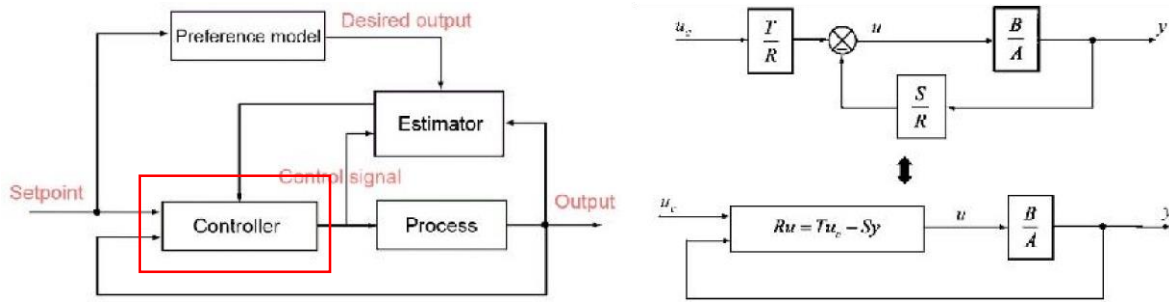 Desired output
Preference model
Estimator
Control signal
Setpoint
Controller
Process
Output
u_c
T
R
u
B
A
y
S
R
u_c
Ru = Tu_c - Sy
u
B
A
y